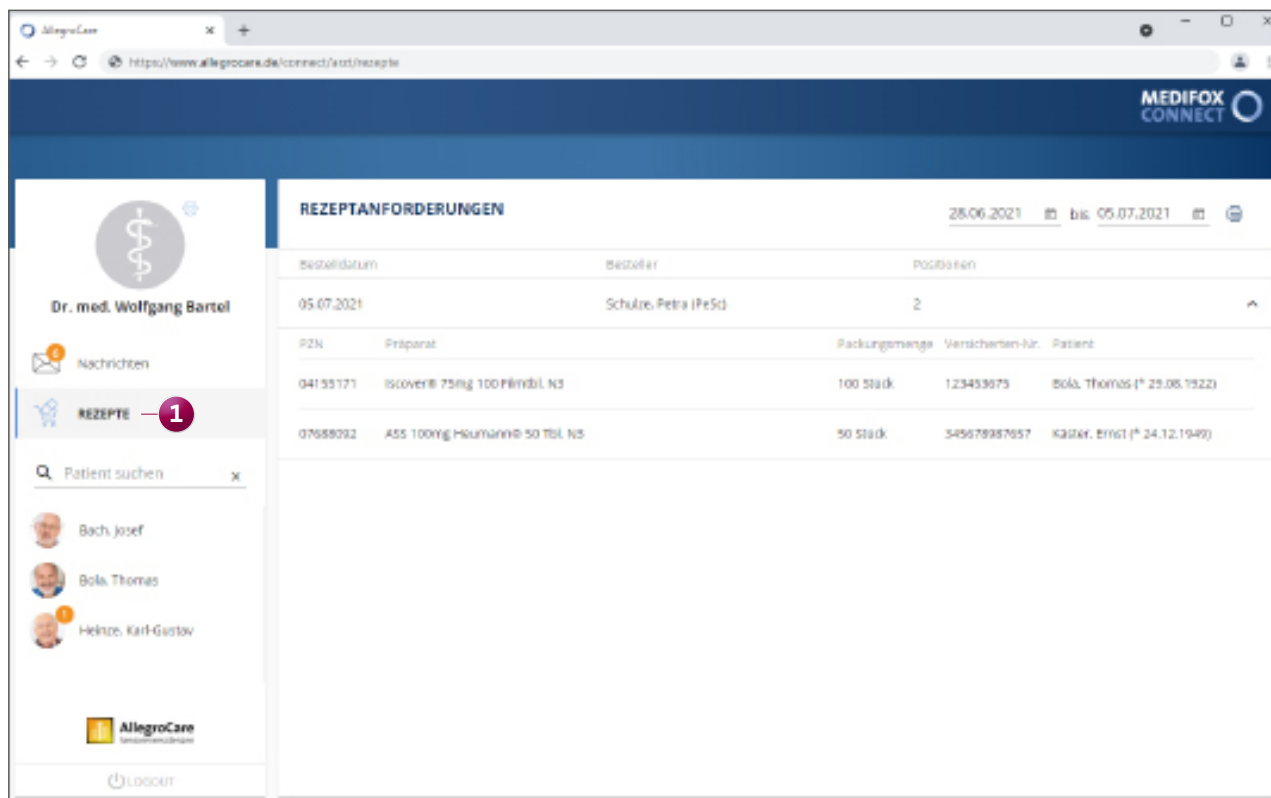 AllegroCare
https://www.allegrocare.de/connect/arzt/rezepte
MEDIFOX
CONNECT
Dr. med. Wolfgang Bartel
6
Nachrichten
REZEPTE
1
Patient suchen
Bach, Josef
Bola, Thomas
1
Heinze, Karl-Gustav
AllegroCare
LOGOUT
REZEPTANFORDERUNGEN
28.06.2021 bis 05.07.2021
Bestelldatum Besteller Positionen
05.07.2021 Schulze, Petra (PeSc) 2
PZN Präparat Packungsmenge Versicherten-Nr. Patient
04155171 Iscover® 75mg 100 Filmtbl. N3 100 Stück 123453675 Bola, Thomas (* 29.08.1922)
07688092 ASS 100mg Heumann® 50 Tbl. N3 50 Stück 345678987657 Kaster, Ernst (* 24.12.1949)